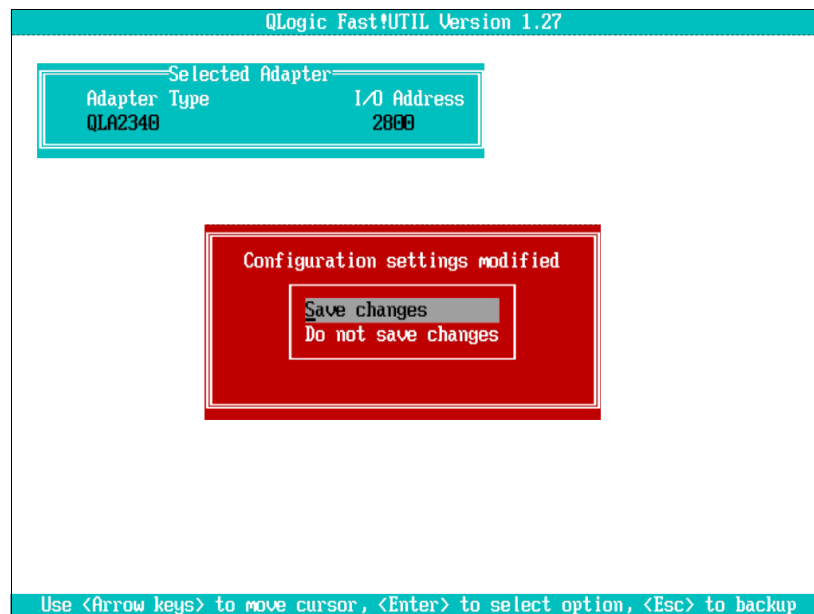 QLogic Fast!UTIL Version 1.27
Selected Adapter
Adapter Type I/O Address
QLA2340 2800
Configuration settings modified
Save changes
Do not save changes
Use <Arrow keys> to move cursor, <Enter> to select option, <Esc> to backup